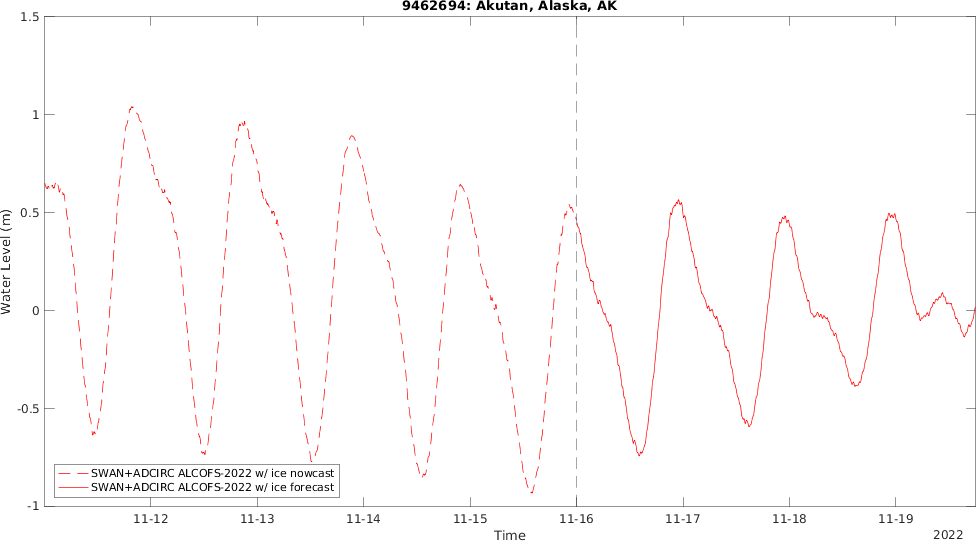 9462694: Akutan, Alaska, AK
1.5
1
0.5
0
-0.5
-1
Water Level (m)
SWAN+ADCIRC ALCOFS-2022 w/ ice nowcast
SWAN+ADCIRC ALCOFS-2022 w/ ice forecast
11-12 11-13 11-14 11-15 11-16 11-17 11-18 11-19
Time
2022